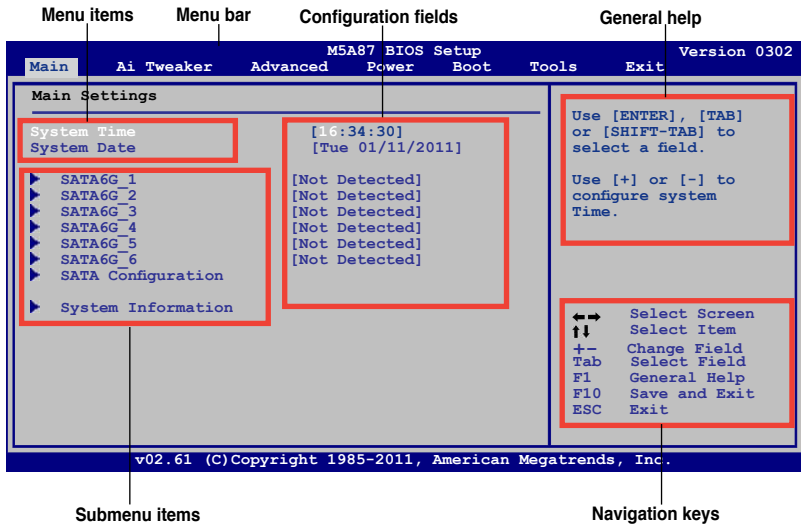 Menu items Menu bar Configuration fields General help
M5A87 BIOS Setup Version 0302
Main Ai Tweaker Advanced Power Boot Tools Exit
Main Settings
System Time [16:34:30]
System Date [Tue 01/11/2011]
SATA6G_1 [Not Detected]
SATA6G_2 [Not Detected]
SATA6G_3 [Not Detected]
SATA6G_4 [Not Detected]
SATA6G_5 [Not Detected]
SATA6G_6 [Not Detected]
SATA Configuration
System Information
Use [ENTER], [TAB]
or [SHIFT-TAB] to
select a field.
Use [+] or [-] to
configure system
Time.
←→ Select Screen
↑↓ Select Item
+- Change Field
Tab Select Field
F1 General Help
F10 Save and Exit
ESC Exit
v02.61 (C)Copyright 1985-2011, American Megatrends, Inc.
Submenu items Navigation keys